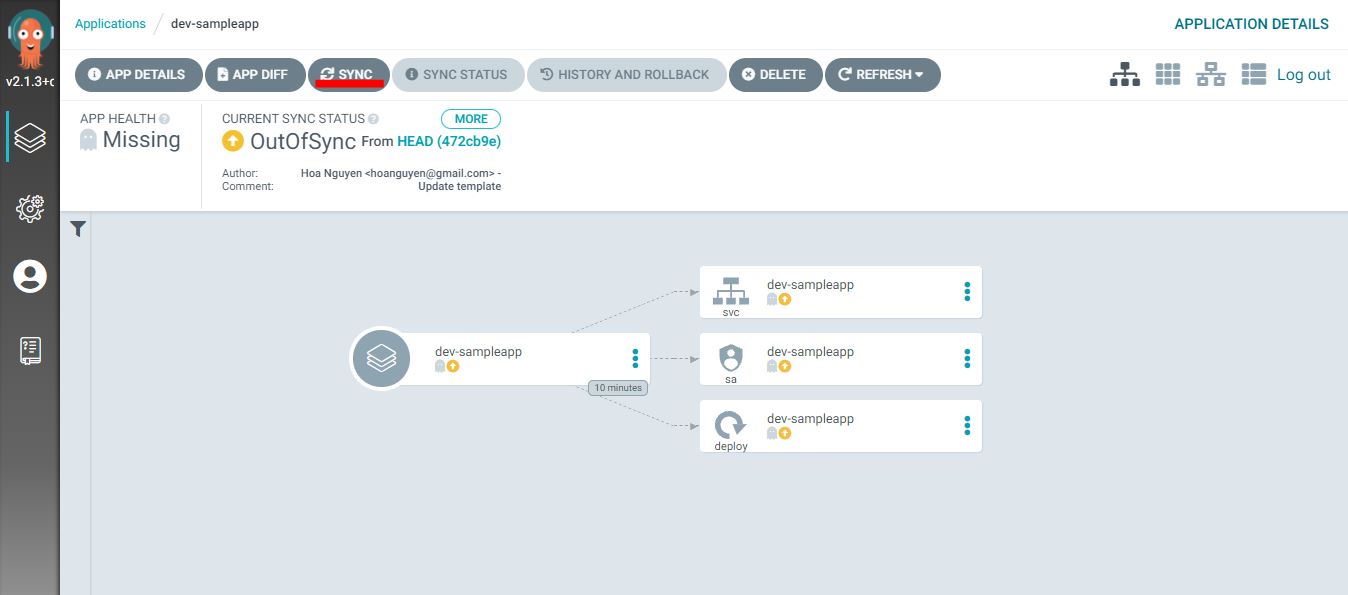 Applications / dev-sampleapp
APPLICATION DETAILS
v2.1.3+c
APP DETAILS
APP DIFF
SYNC
SYNC STATUS
HISTORY AND ROLLBACK
DELETE
REFRESH
Log out
APP HEALTH
Missing
CURRENT SYNC STATUS
MORE
OutOfSync From HEAD (472cb9e)
Author: Hoa Nguyen <hoanguyen@gmail.com> -
Comment: Update template
dev-sampleapp
10 minutes
dev-sampleapp
svc
dev-sampleapp
sa
dev-sampleapp
deploy